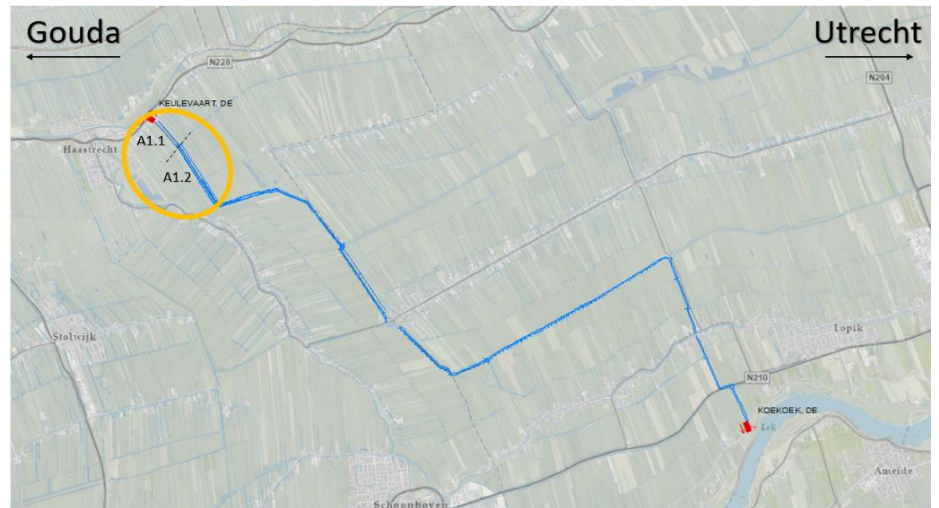 Gouda
Utrecht
N228
N204
KEULEVAART. DE
A1.1
Haastrecht
A1.2
Stolwijk
Lopik
N210
KOEKOEK, DE
Lek
Ameide
Schoonhoven